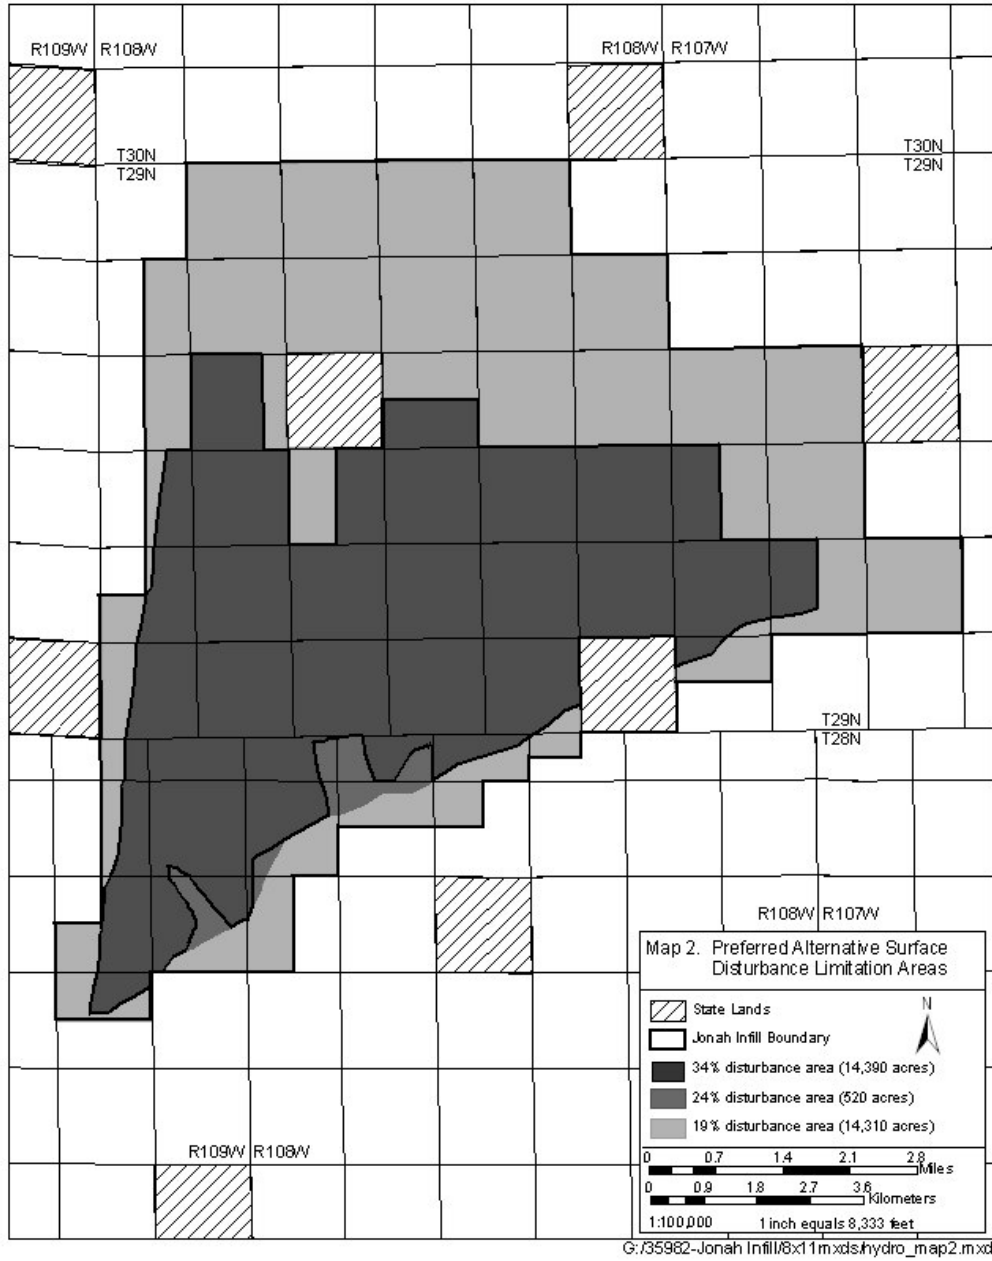 R109W R108W
R108W R107W
T30N
T29N
T30N
T29N
T29N
T28N
R108W R107W
Map 2. Preferred Alternative Surface
Disturbance Limitation Areas
N
State Lands
Jonah Infill Boundary
34% disturbance area (14,390 acres)
24% disturbance area (520 acres)
19% disturbance area (14,310 acres)
R109W R108W
0 0.7 1.4 2.1 2.8
Miles
0 0.9 1.8 2.7 3.6
Kilometers
1:100,000 1 inch equals 8,333 feet
G:/35982-Jonah Infill/8x11mxds/hydro_map2.mxd